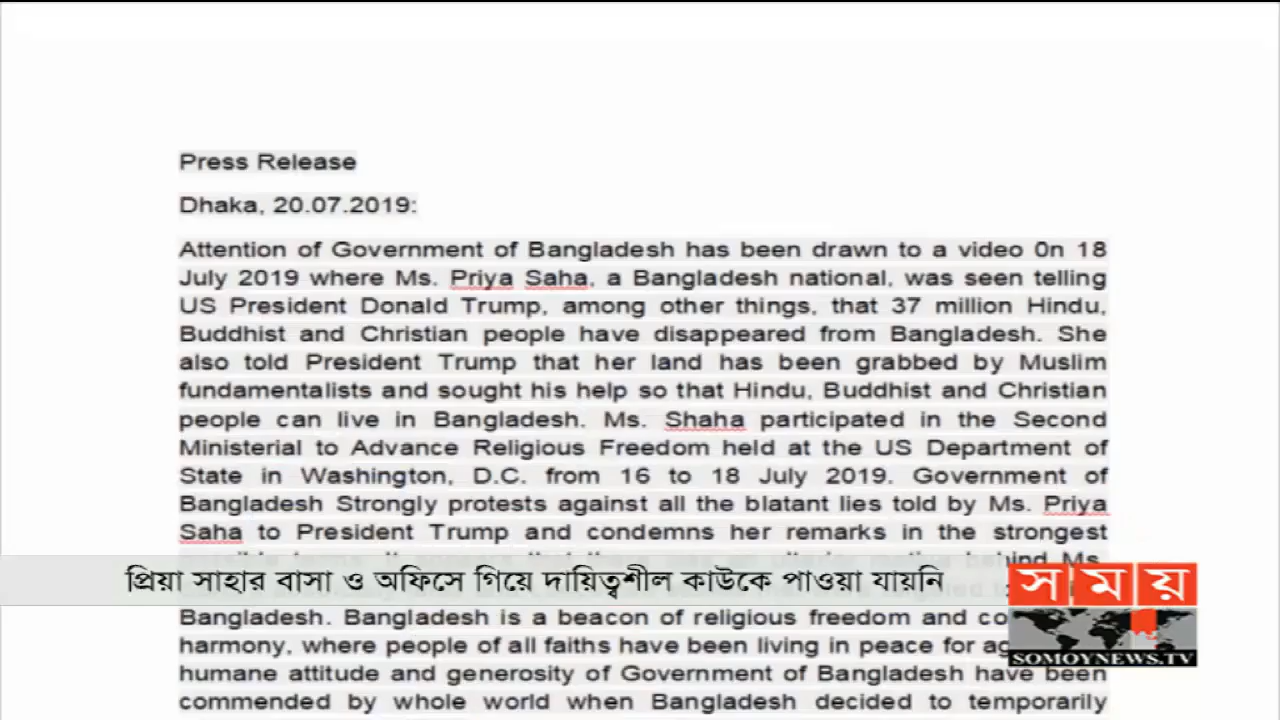 Press Release
Dhaka, 20.07.2019:
Attention of Government of Bangladesh has been drawn to a video 0n 18
July 2019 where Ms. Priya Saha, a Bangladesh national, was seen telling
US President Donald Trump, among other things, that 37 million Hindu,
Buddhist and Christian people have disappeared from Bangladesh. She
also told President Trump that her land has been grabbed by Muslim
fundamentalists and sought his help so that Hindu, Buddhist and Christian
people can live in Bangladesh. Ms. Shaha participated in the Second
Ministerial to Advance Religious Freedom held at the US Department of
State in Washington, D.C. from 16 to 18 July 2019. Government of
Bangladesh Strongly protests against all the blatant lies told by Ms. Priya
Saha to President Trump and condemns her remarks in the strongest
Ms.
প্রিয়া সাহার বাসা ও অফিসে গিয়ে দায়িত্বশীল কাউকে পাওয়া যায়নি
সময়
Bangladesh. Bangladesh is a beacon of religious freedom and
harmony, where people of all faiths have been living in peace for
SOMOYNEWS.TV
humane attitude and generosity of Government of Bangladesh have been
commended by whole world when Bangladesh decided to temporarily